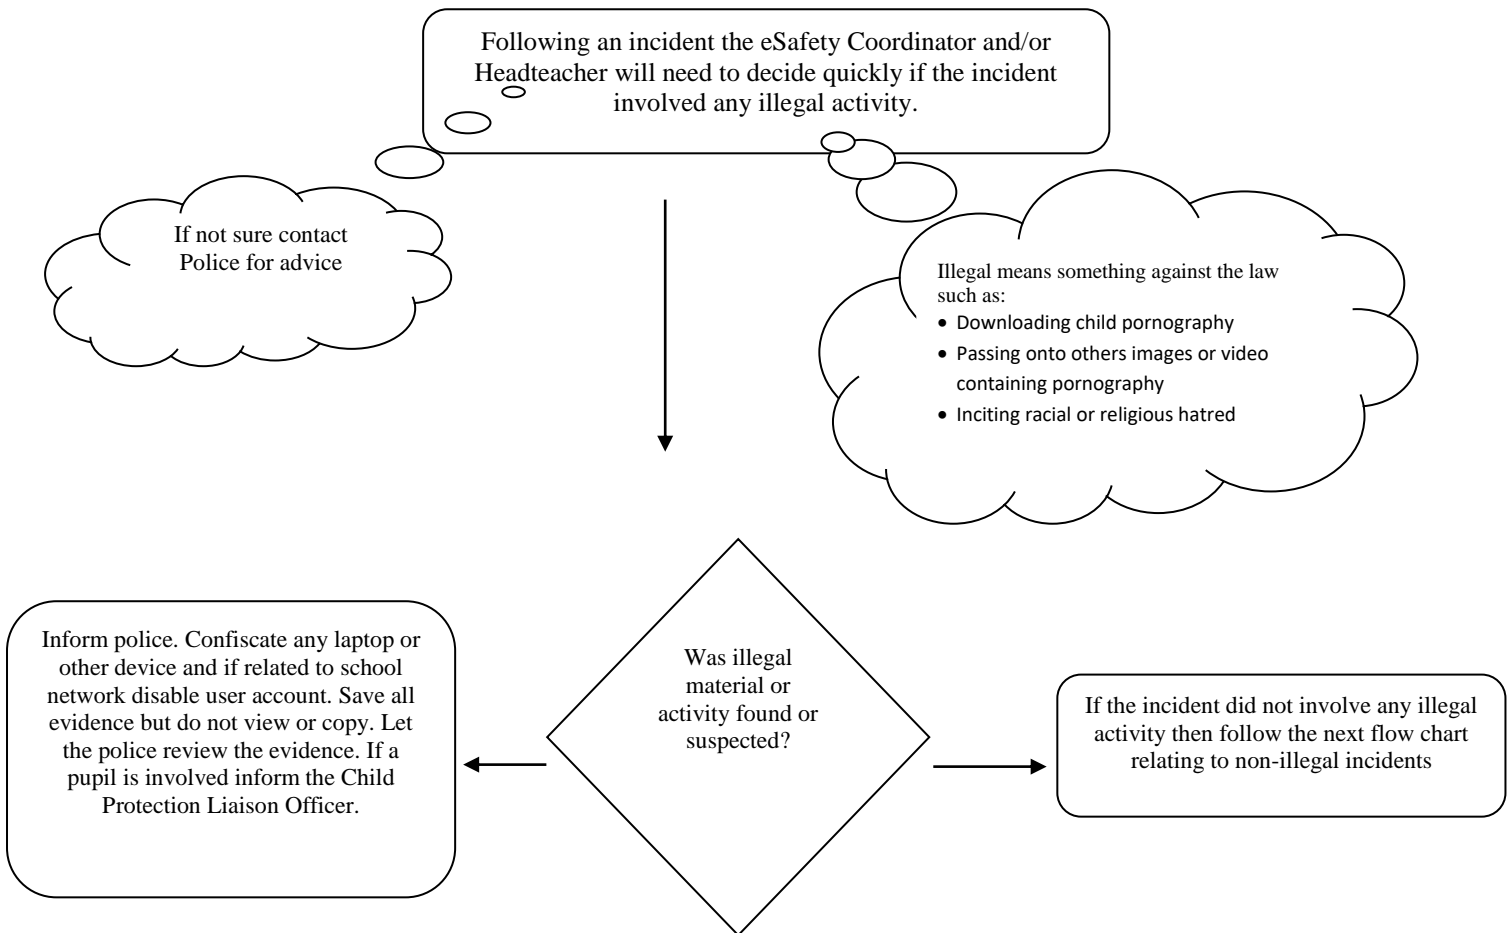 Following an incident the eSafety Coordinator and/or
Headteacher will need to decide quickly if the incident
involved any illegal activity.
If not sure contact
Police for advice
Illegal means something against the law
such as:
• Downloading child pornography
• Passing onto others images or video
containing pornography
• Inciting racial or religious hatred
Inform police. Confiscate any laptop or
other device and if related to school
network disable user account. Save all
evidence but do not view or copy. Let
the police review the evidence. If a
pupil is involved inform the Child
Protection Liaison Officer.
Was illegal
material or
activity found or
suspected?
If the incident did not involve any illegal
activity then follow the next flow chart
relating to non-illegal incidents